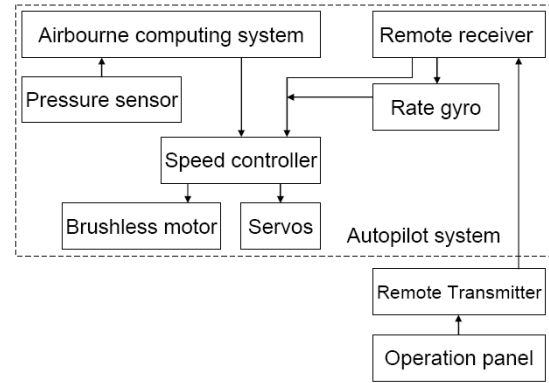 Airbourne computing system
Remote receiver
Pressure sensor
Rate gyro
Speed controller
Brushless motor
Servos
Autopilot system
Remote Transmitter
Operation panel